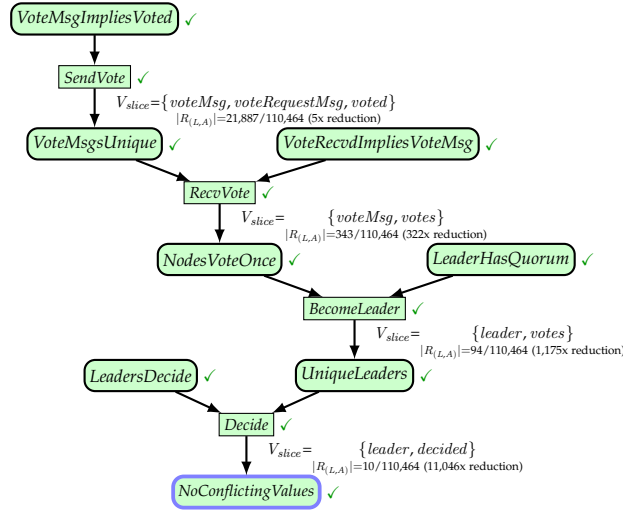 VoteMsgImpliesVoted ✓
SendVote ✓
V_slice={voteMsg, voteRequestMsg, voted}
|R_(L,A)|=21,887/110,464 (5x reduction)
VoteMsgsUnique ✓ VoteRecvdImpliesVoteMsg ✓
RecvVote ✓
V_slice= {voteMsg, votes}
|R_(L,A)|=343/110,464 (322x reduction)
NodesVoteOnce ✓ LeaderHasQuorum ✓
BecomeLeader ✓
V_slice= {leader, votes}
|R_(L,A)|=94/110,464 (1,175x reduction)
LeadersDecide ✓ UniqueLeaders ✓
Decide ✓
V_slice= {leader, decided}
|R_(L,A)|=10/110,464 (11,046x reduction)
NoConflictingValues ✓